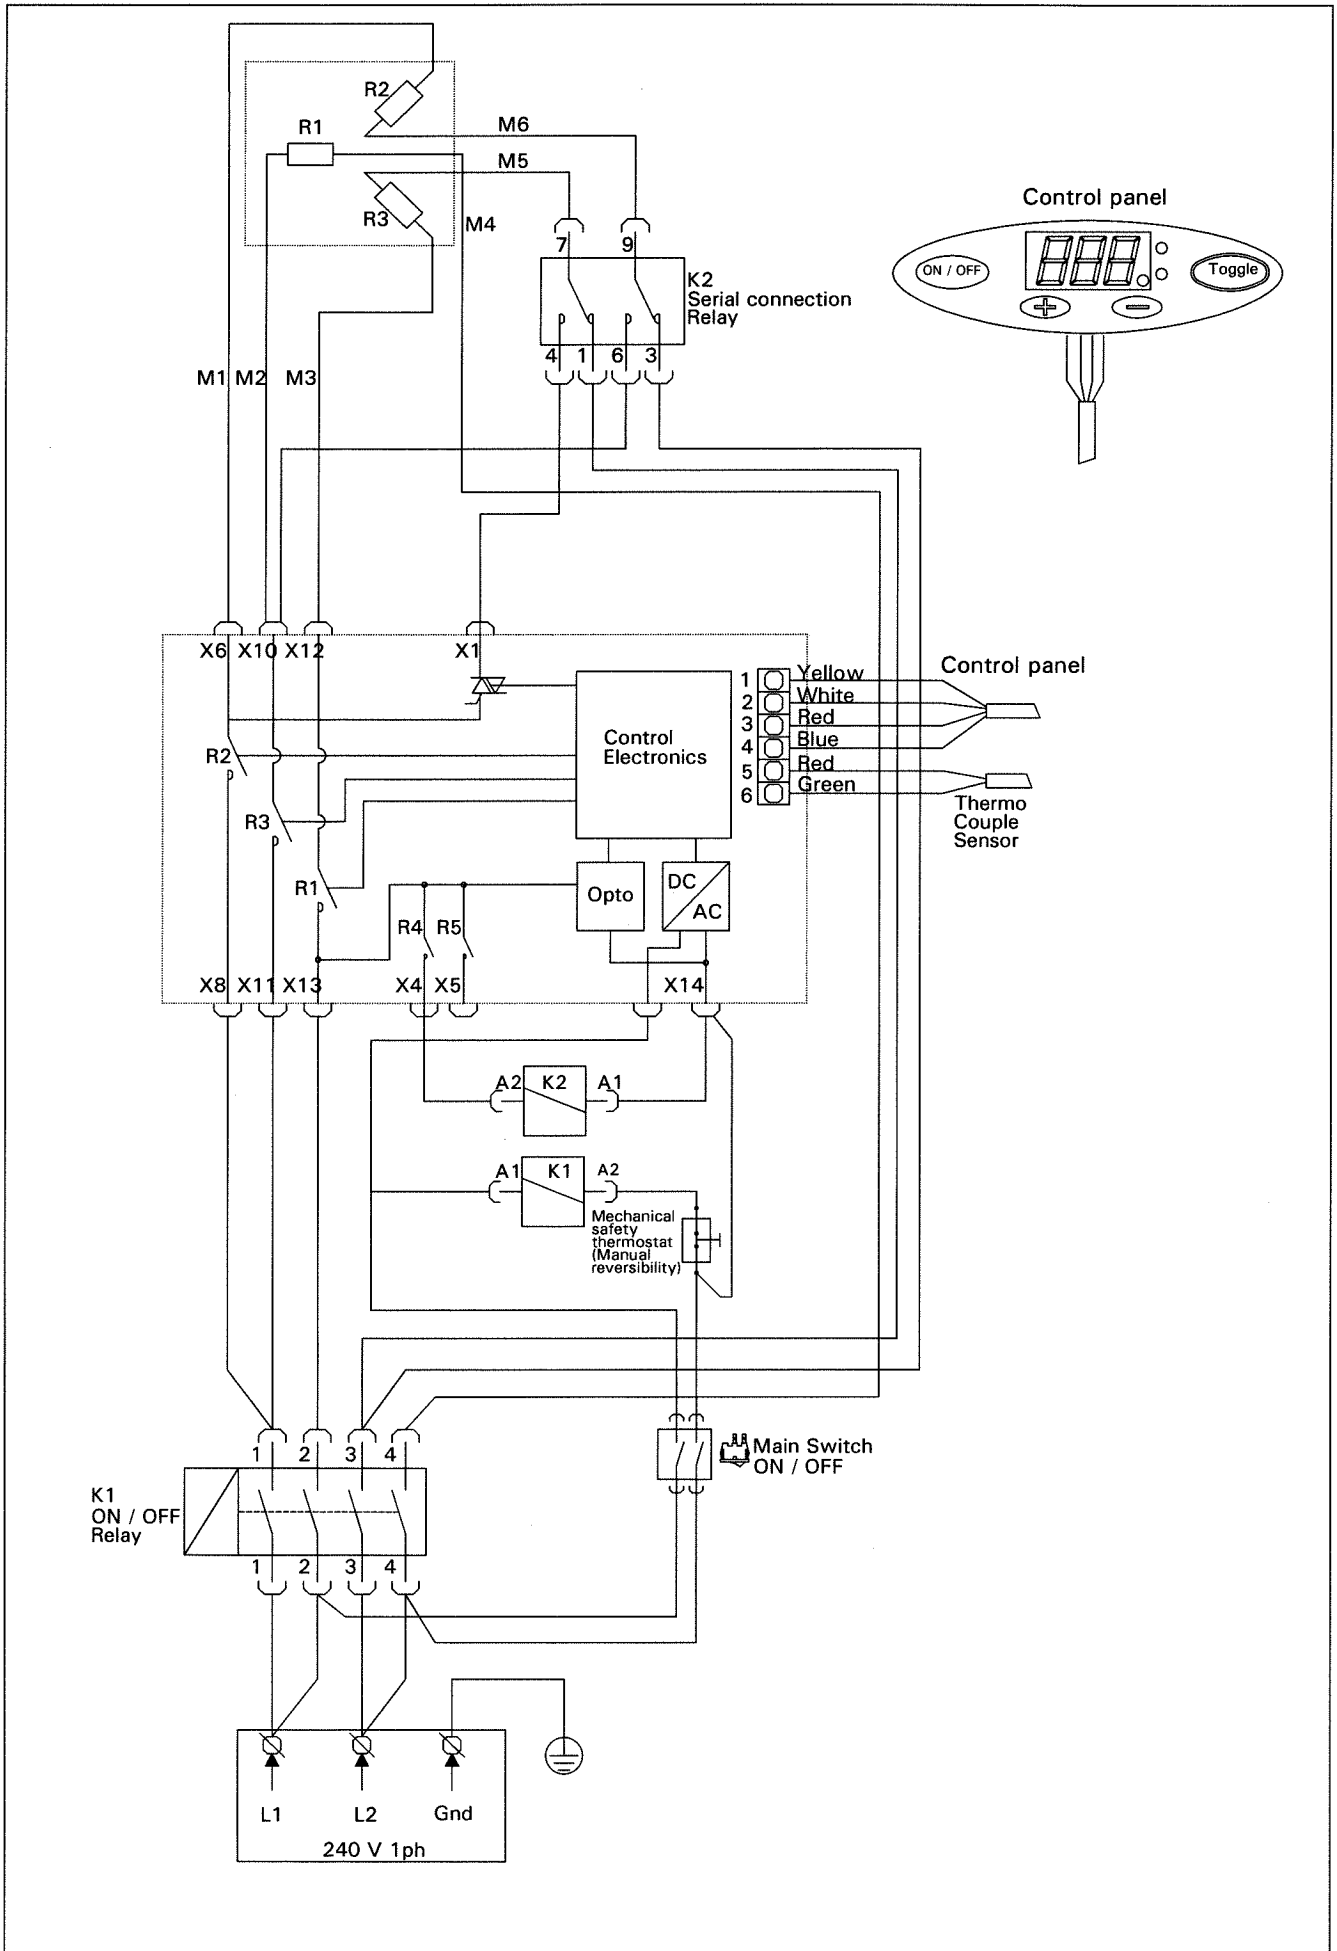 R2
R1
M6
M5
R3
M4
Control panel
ON / OFF
888.
Toggle
+
−
7
9
K2
Serial connection
Relay
4 1 6 3
M1 M2 M3
X6 X10 X12 X1
Control panel
1 Yellow
2 White
3 Red
4 Blue
5 Red
6 Green
Thermo
Couple
Sensor
Control
Electronics
R2
R3
R1
Opto
DC
AC
R4 R5
X8 X11 X13 X4 X5 X14
A2 K2 A1
A1 K1 A2
Mechanical
safety
thermostat
(Manual
reversibility)
1 2 3 4
Main Switch
ON / OFF
K1
ON / OFF
Relay
1 2 3 4
L1 L2 Gnd
240 V 1ph